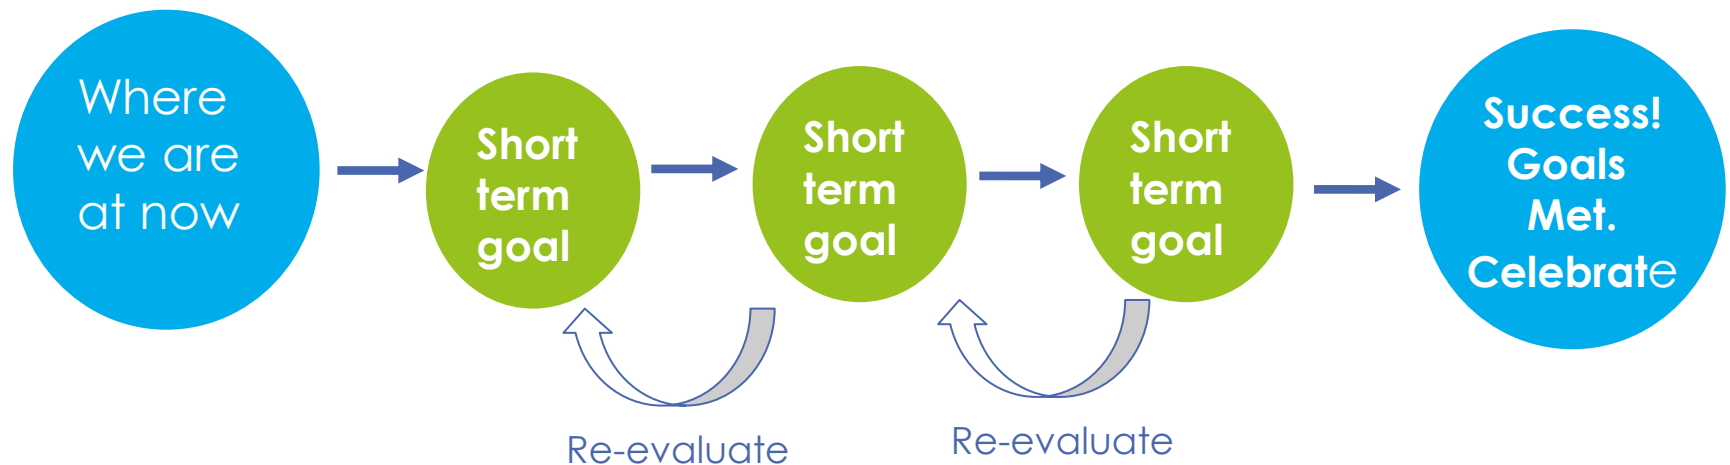 Where
we are
at now
Short
term
goal
Short
term
goal
Short
term
goal
Success!
Goals
Met.
Celebrate
Re-evaluate
Re-evaluate